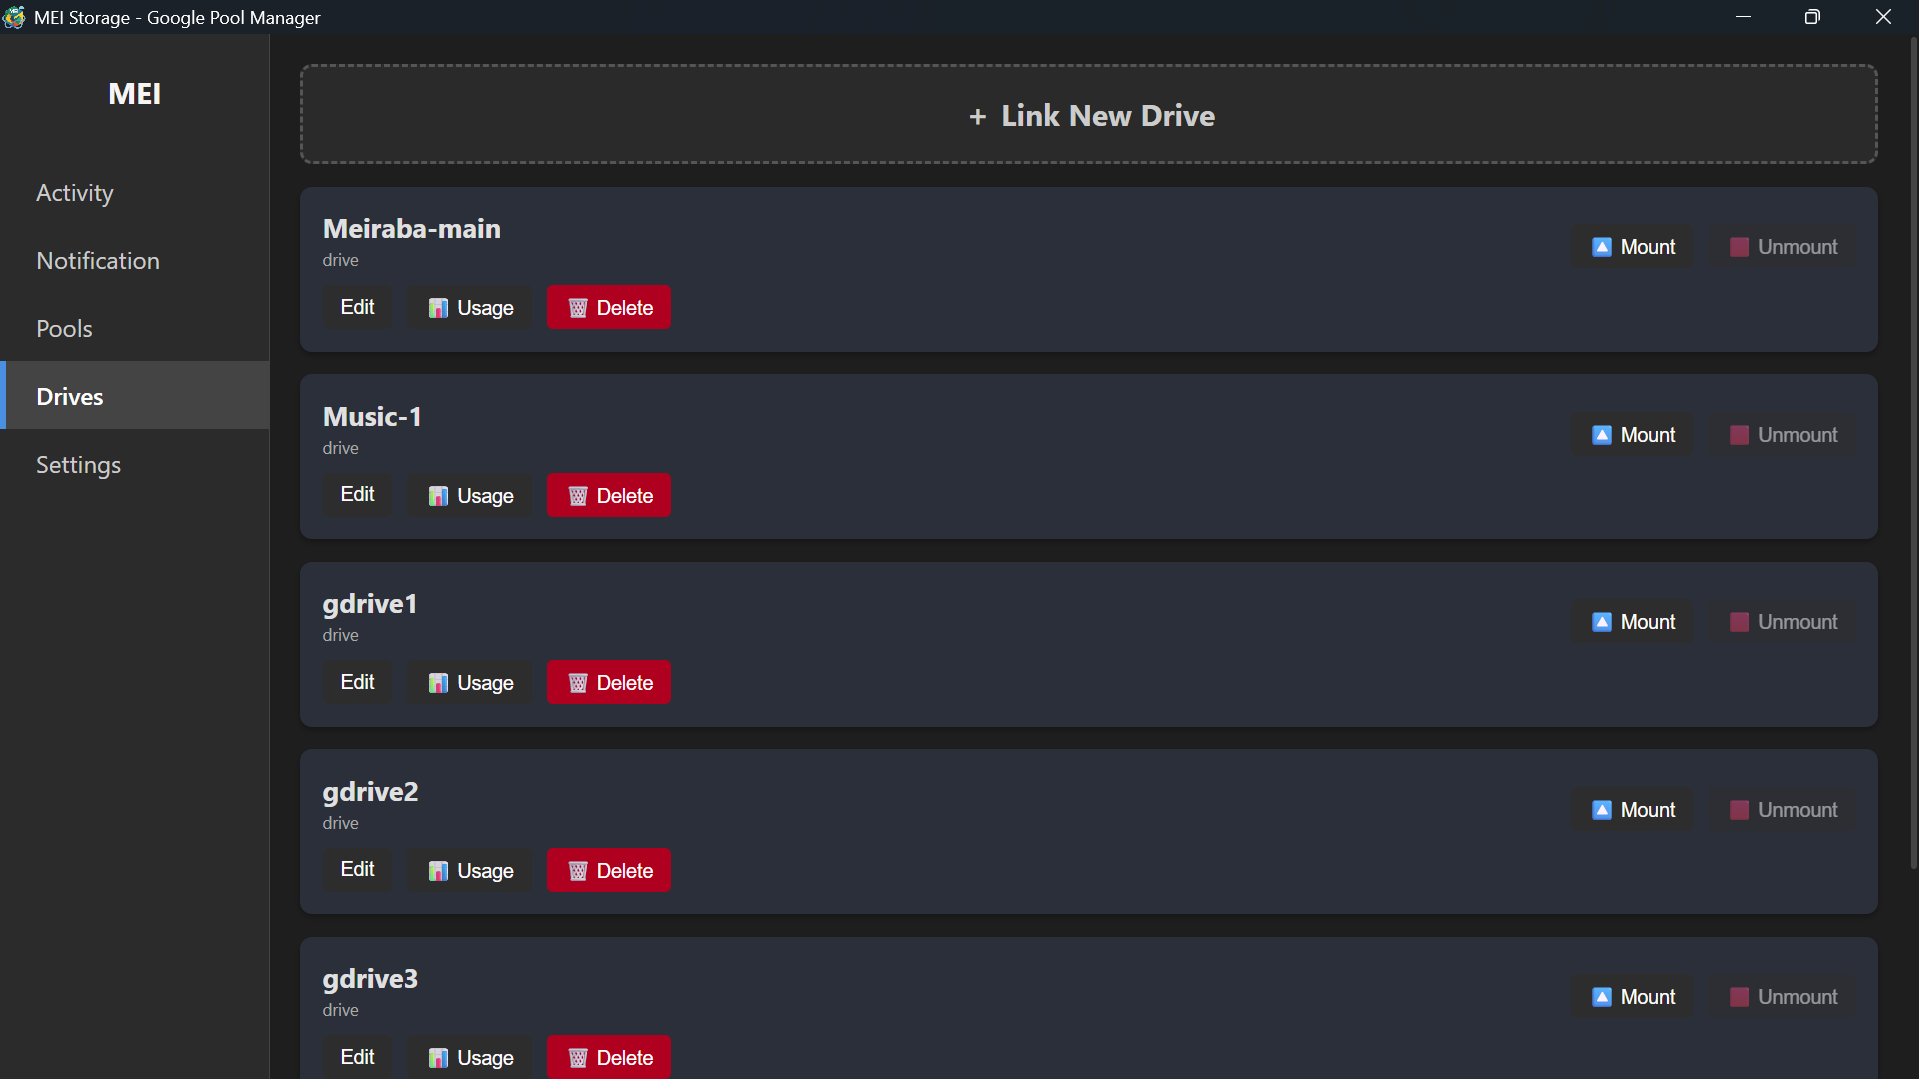 MEI Storage - Google Pool Manager
MEI
Activity
Notification
Pools
Drives
Settings
+ Link New Drive
Meiraba-main
drive
Edit
Usage
Delete
Mount
Unmount
Music-1
drive
Edit
Usage
Delete
Mount
Unmount
gdrive1
drive
Edit
Usage
Delete
Mount
Unmount
gdrive2
drive
Edit
Usage
Delete
Mount
Unmount
gdrive3
drive
Edit
Usage
Delete
Mount
Unmount